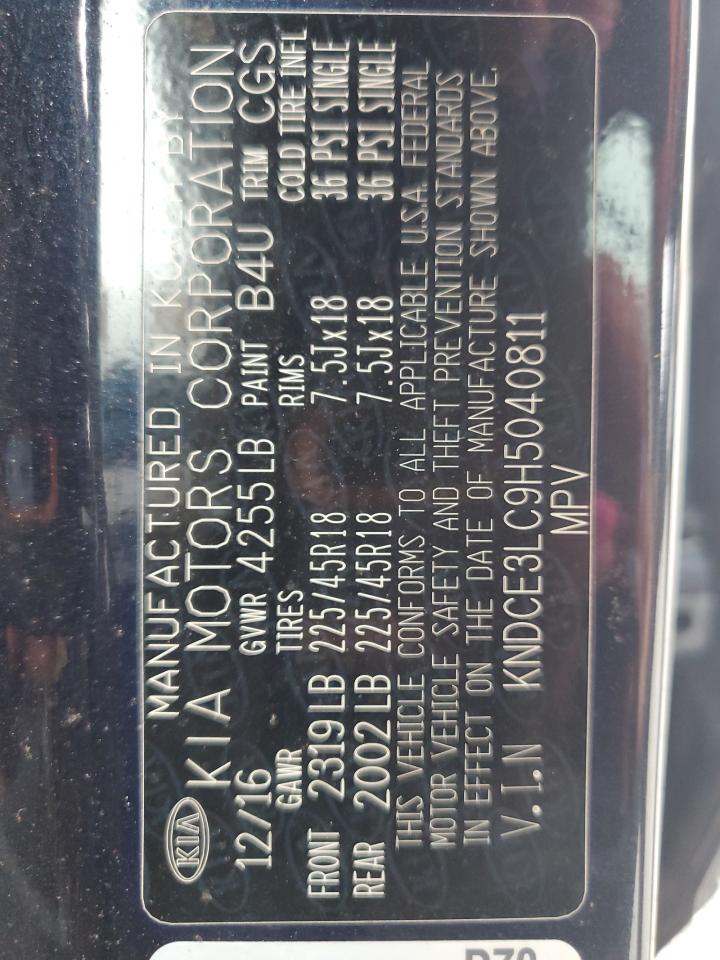 KIA
MANUFACTURED IN
KIA MOTORS CORPORATION
12/16 GVWR 4255LB PAINT B4U TRIM CGS
GAWR TIRES RIMS COLD TIRE INFL
FRONT 2319LB 225/45R18 7.5Jx18 36 PSI SINGLE
REAR 2002LB 225/45R18 7.5Jx18 36 PSI SINGLE
THIS VEHICLE CONFORMS TO ALL APPLICABLE U.S.A. FEDERAL
MOTOR VEHICLE SAFETY AND THEFT PREVENTION STANDARDS
IN EFFECT ON THE DATE OF MANUFACTURE SHOWN ABOVE.
V.I.N KNDCE3LC9H5040811
MPV